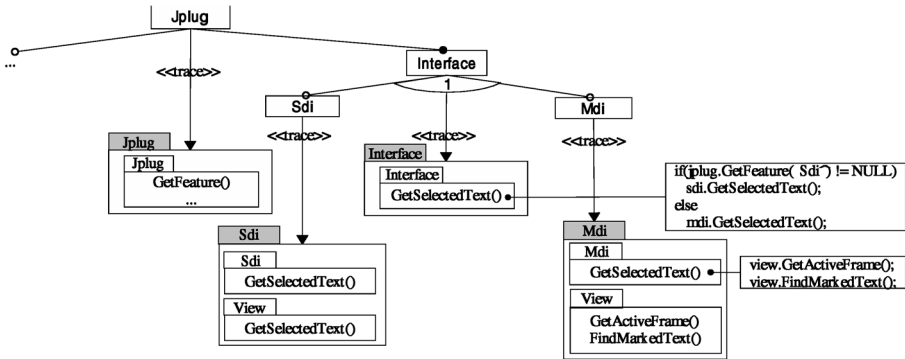 Jplug
...
Interface
<<trace>>
1
Sdi
Mdi
<<trace>>
<<trace>>
<<trace>>
Jplug
Jplug
GetFeature()
...
Interface
Interface
GetSelectedText()
if(jplug.GetFeature( Sdi^) != NULL)
sdi.GetSelectedText();
else
mdi.GetSelectedText();
Sdi
Sdi
GetSelectedText()
View
GetSelectedText()
Mdi
Mdi
GetSelectedText()
View
GetActiveFrame()
FindMarkedText()
view.GetActiveFrame();
view.FindMarkedText();